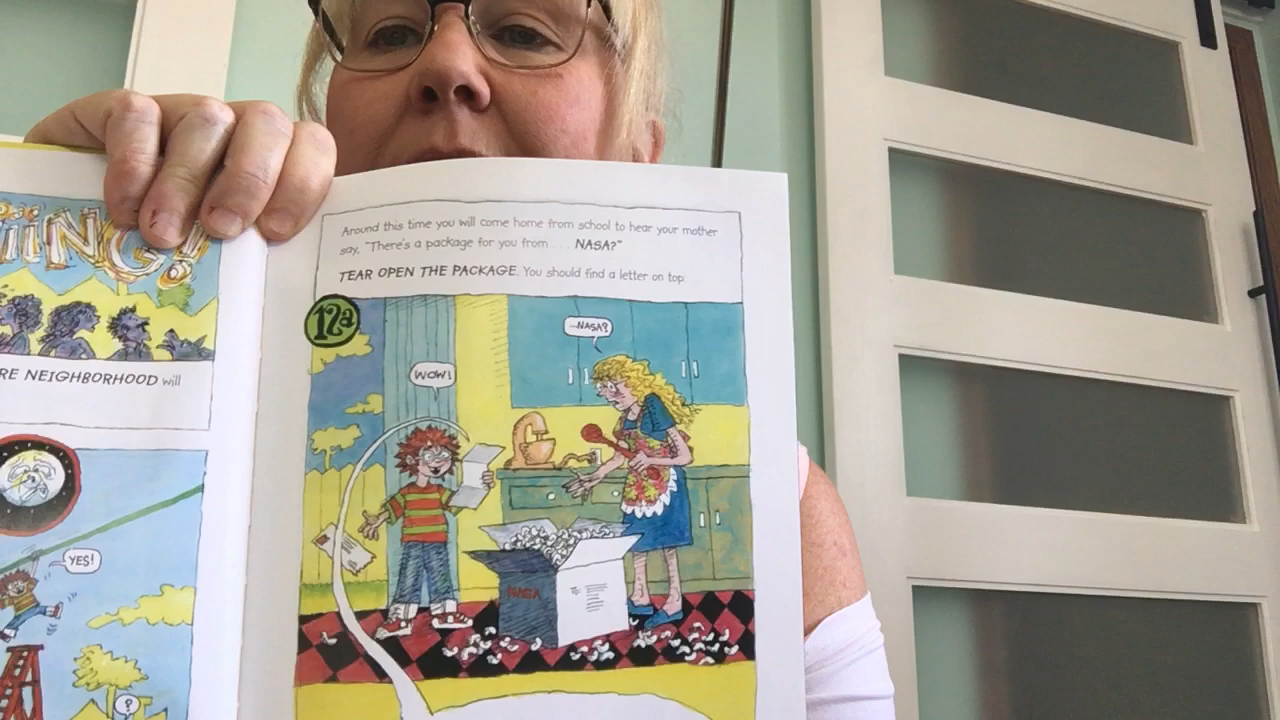 iiNG!
RE NEIGHBORHOOD will
YES!
?
Around this time you will come home from school to hear your mother
say, "There's a package for you from . . . NASA?"
TEAR OPEN THE PACKAGE. You should find a letter on top.
12a
...NASA?
WOW!
NASA
TO: